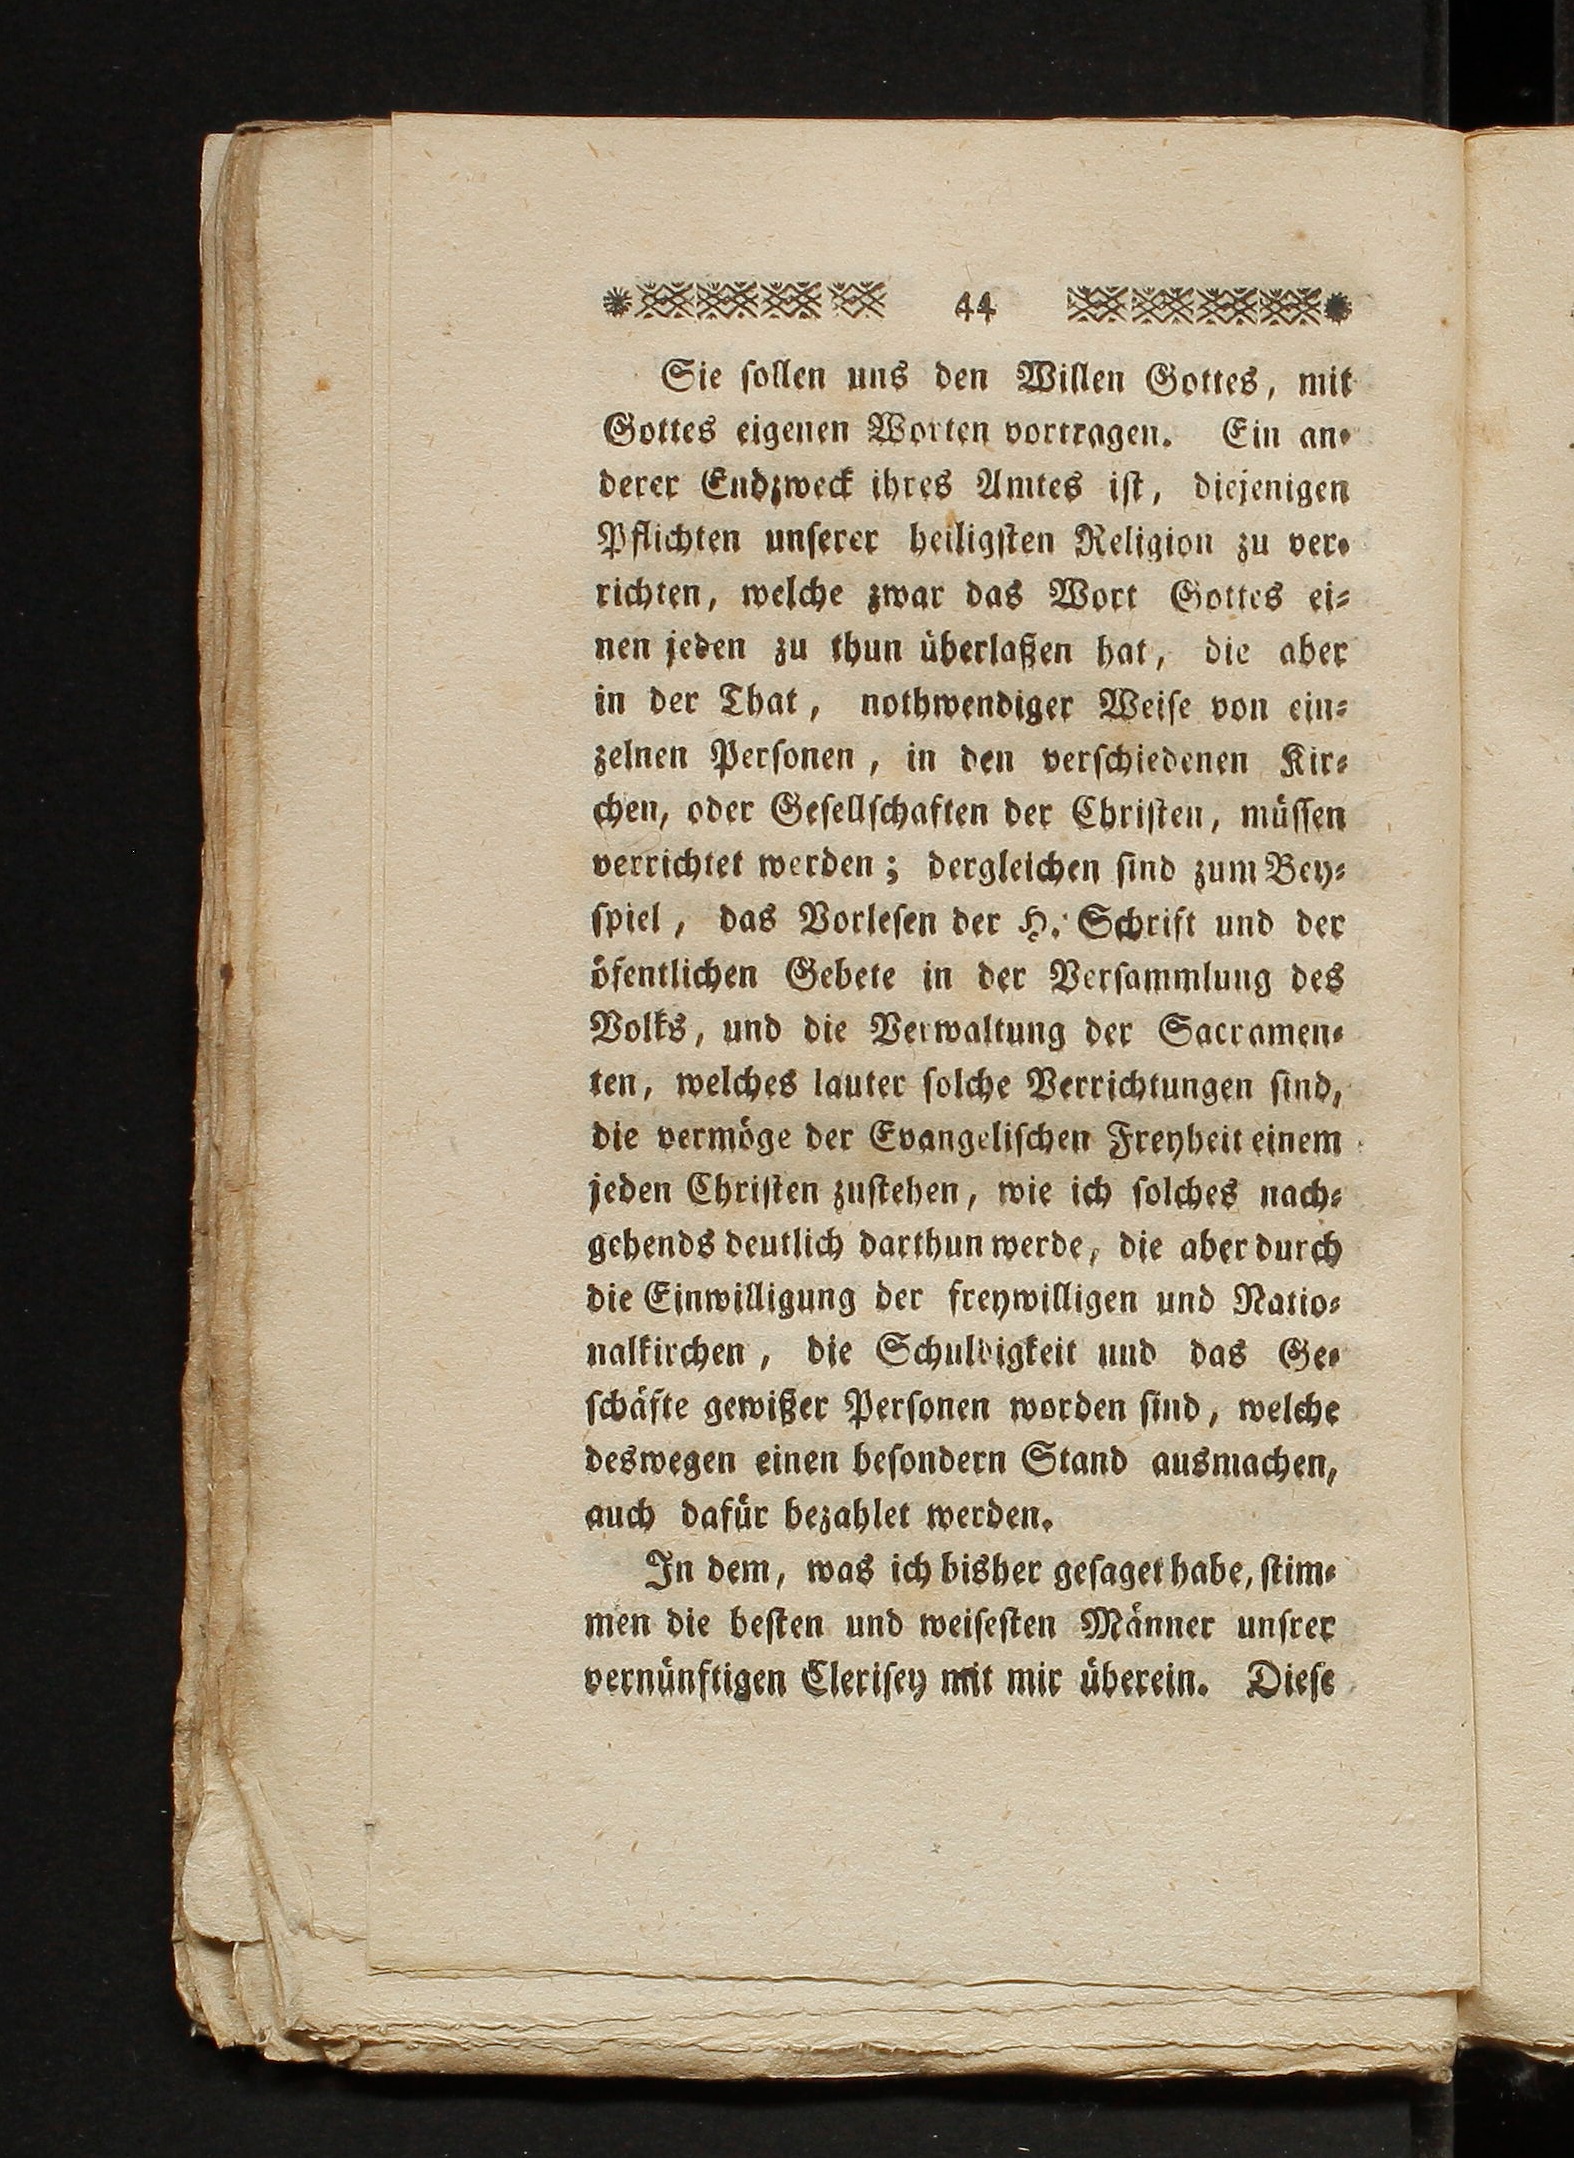 44
Sie ſollen uns den Willen Gottes, mit
Gottes eigenen Worten vortragen. Ein an⸗
derer Endzweck ihres Amtes iſt, diejenigen
Pflichten unſerer heiligſten Religion zu ver⸗
richten, welche zwar das Wort Gottes ei⸗
nen jeden zu thun überlaßen hat, die aber
in der That, nothwendiger Weiſe von ein⸗
zelnen Perſonen, in den verſchiedenen Kir⸗
chen, oder Geſellſchaften der Chriſten, müſſen
verrichtet werden; dergleichen ſind zum Bey⸗
ſpiel, das Vorleſen der H. Schrift und der
öfentlichen Gebete in der Verſammlung des
Volks, und die Verwaltung der Sacramen⸗
ten, welches lauter ſolche Verrichtungen ſind,
die vermöge der Evangeliſchen Freyheit einem
jeden Chriſten zuſtehen, wie ich ſolches nach⸗
gehends deutlich darthun werde, die aber durch
die Einwilligung der freywilligen und Natio⸗
nalkirchen, die Schuldigkeit und das Ge⸗
ſchäfte gewißer Perſonen worden ſind, welche
deswegen einen beſondern Stand ausmachen,
auch dafür bezahlet werden.
In dem, was ich bisher geſaget habe, ſtim⸗
men die beſten und weiſeſten Männer unſrer
vernünftigen Cleriſey mit mir überein. Dieſe